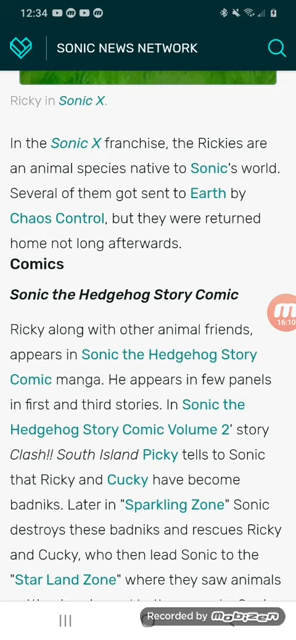 12:34
SONIC NEWS NETWORK
Ricky in Sonic X.
In the Sonic X franchise, the Rickies are
an animal species native to Sonic's world.
Several of them got sent to Earth by
Chaos Control, but they were returned
home not long afterwards.
Comics
Sonic the Hedgehog Story Comic
16:10
Ricky along with other animal friends,
appears in Sonic the Hedgehog Story
Comic manga. He appears in few panels
in first and third stories. In Sonic the
Hedgehog Story Comic Volume 2' story
Clash!! South Island Picky tells to Sonic
that Ricky and Cucky have become
badniks. Later in "Sparkling Zone" Sonic
destroys these badniks and rescues Ricky
and Cucky, who then lead Sonic to the
"Star Land Zone" where they saw animals
Recorded by mobizen